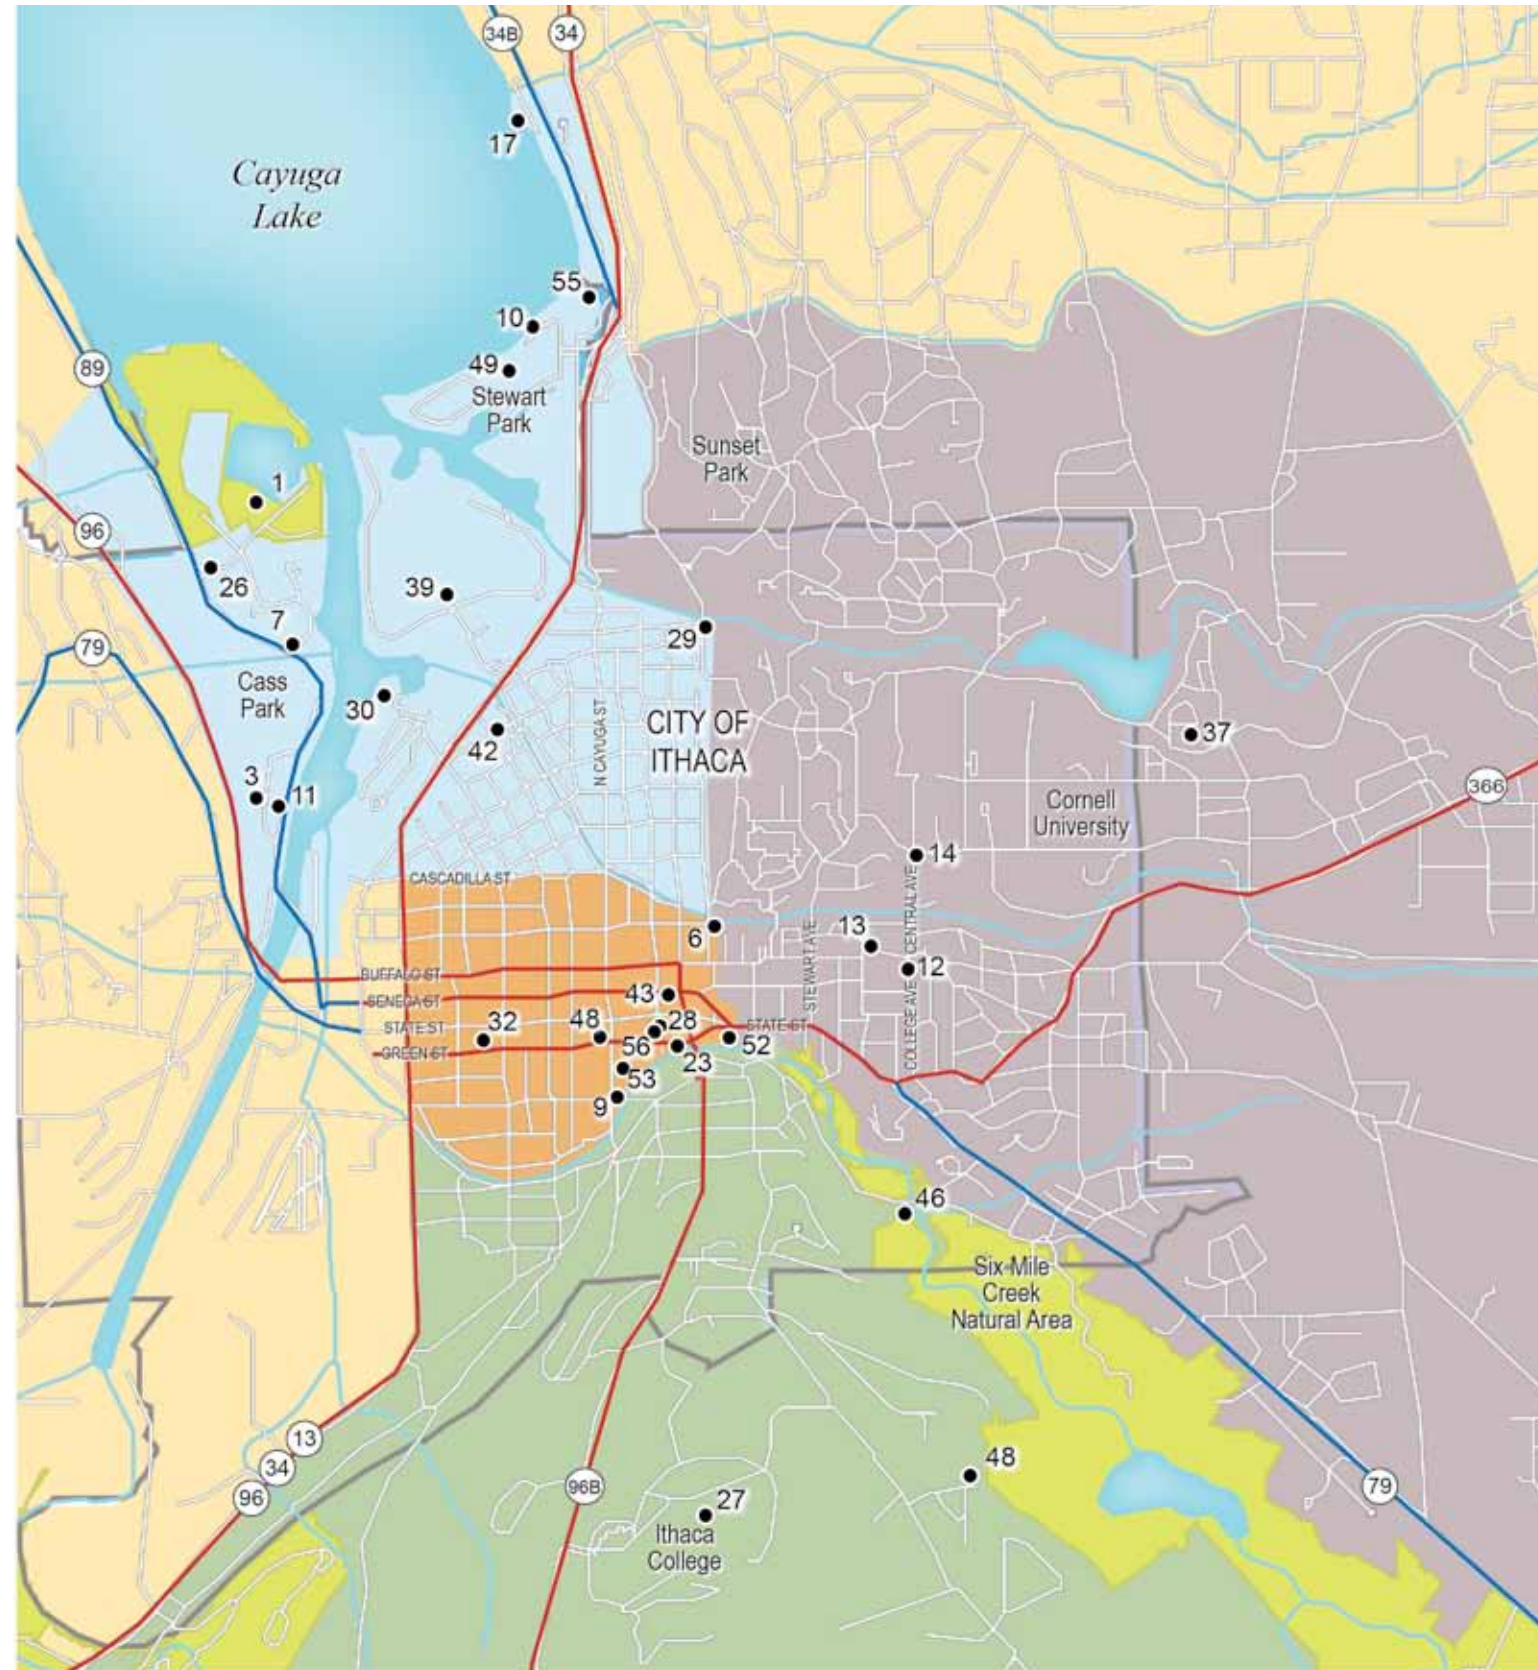 34B
34
17
Cayuga
Lake
55
10
89
49
Stewart
Park
Sunset
Park
1
96
26
39
7
29
79
Cass
Park
30
N CAYUGA ST
CITY OF
ITHACA
42
37
3
11
366
Cornell
University
14
CASCADILLA ST
CENTRAL AVE
13
6
STEWART AVE
12
BUFFALO ST
43
SENECA ST
STATE ST
32
48
28
STATE ST
COLLEGE AVE
GREEN ST
56
23
52
53
9
46
Six Mile
Creek
Natural Area
13
34
96
96B
48
79
27
Ithaca
College